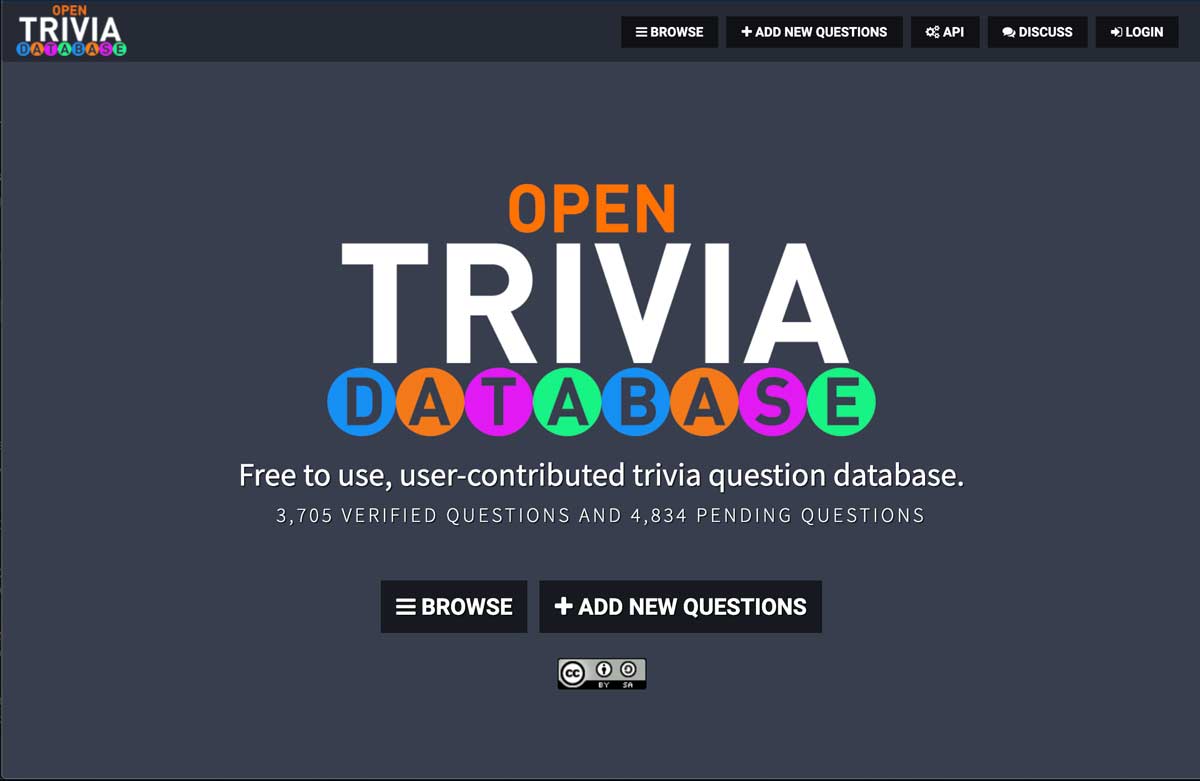 OPEN
TRIVIA
DATABASE
BROWSE
ADD NEW QUESTIONS
API
DISCUSS
LOGIN
OPEN
TRIVIA
DATABASE
Free to use, user-contributed trivia question database.
3,705 VERIFIED QUESTIONS AND 4,834 PENDING QUESTIONS
BROWSE
ADD NEW QUESTIONS
cc
BY SA